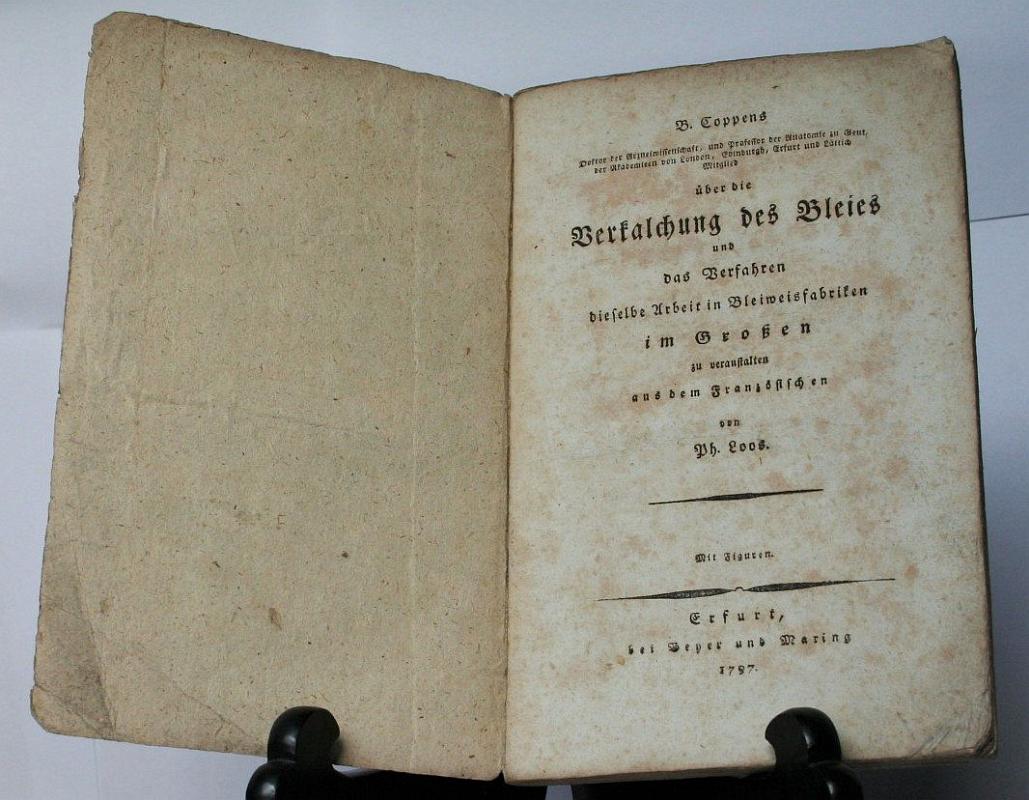 B. Coppens
Doktor der Arzneiwissenschaft, und Professor der Anatomie zu Gent,
der Akademieen von London, Edinburgh, Erfurt und Lüttich
Mitglied
über die
Verkalchung des Bleies
und
das Verfahren
dieselbe Arbeit in Bleiweisfabriken
im Großen
zu veranstalten
aus dem Französischen
von
Ph. Loos.
Mit Figuren.
Erfurt,
bei Beyer und Maring
1797.